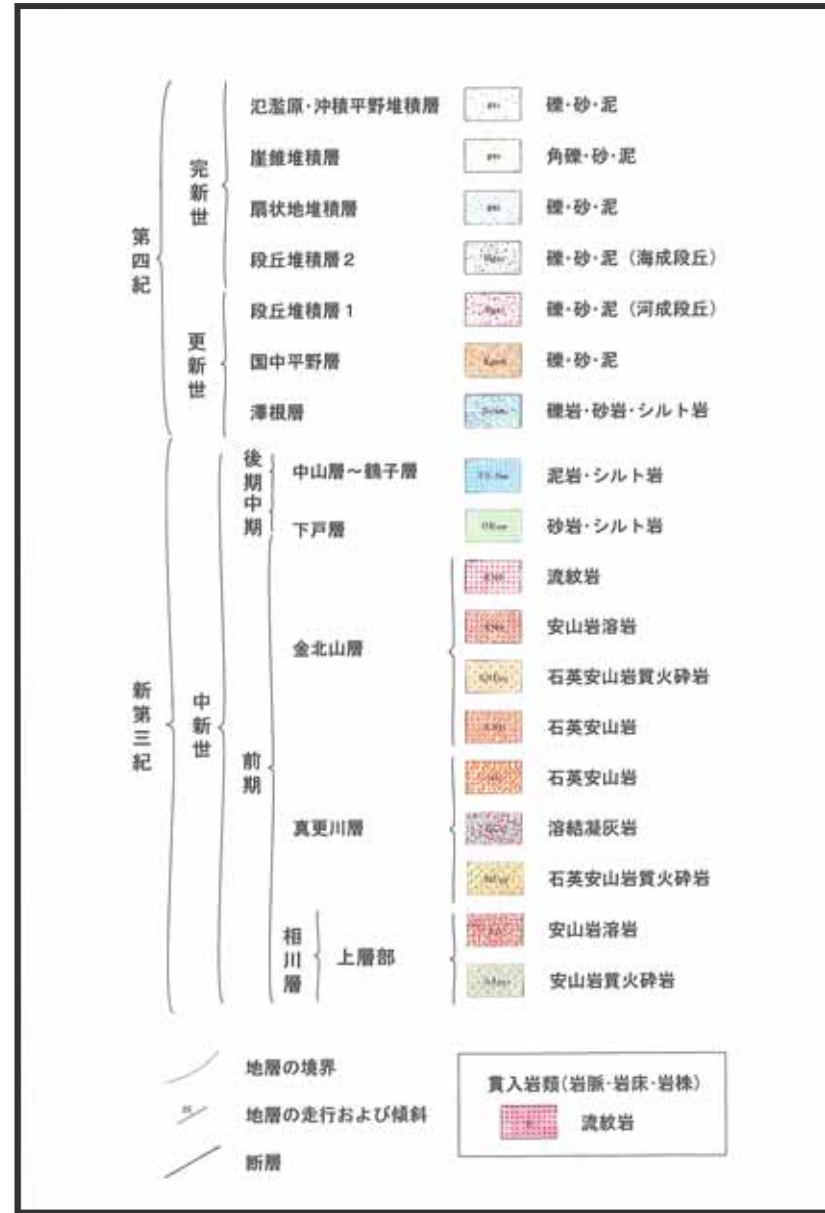 第四紀
完新世
氾濫原・沖積平野堆積層 礫・砂・泥
崖錐堆積層 角礫・砂・泥
扇状地堆積層 礫・砂・泥
段丘堆積層2 礫・砂・泥(海成段丘)
更新世
段丘堆積層1 礫・砂・泥(河成段丘)
国中平野層 礫・砂・泥
澤根層 礫岩・砂岩・シルト岩
新第三紀
中新世
後期
中期
中山層~鶴子層 泥岩・シルト岩
下戸層 砂岩・シルト岩
前期
金北山層
流紋岩
安山岩溶岩
石英安山岩質火砕岩
石英安山岩
真更川層
石英安山岩
溶結凝灰岩
石英安山岩質火砕岩
相川層
上層部
安山岩溶岩
安山岩質火砕岩
地層の境界
地層の走行および傾斜
断層
貫入岩類(岩脈・岩床・岩株)
流紋岩